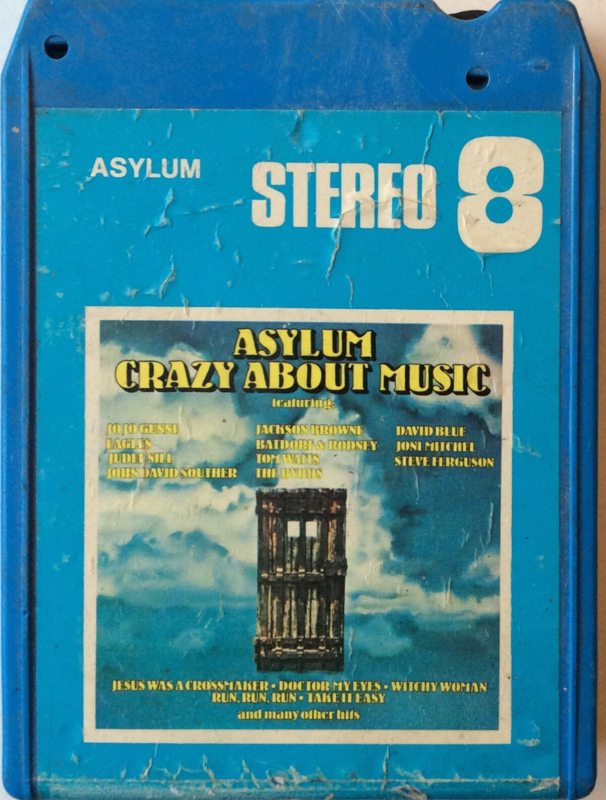 ASYLUM
STEREO 8
ASYLUM
CRAZY ABOUT MUSIC
featuring:
JO JO GUNNE
EAGLES
JUDEE SILL
JOHN DAVID SOUTHER
JACKSON BROWNE
BATDORF & RODNEY
TOM WAITS
THE BYRDS
DAVID BLUE
JONI MITCHEL
STEVE FERGUSON
JESUS WAS A CROSSMAKER • DOCTOR MY EYES • WITCHY WOMAN
RUN, RUN, RUN • TAKE IT EASY
and many other hits